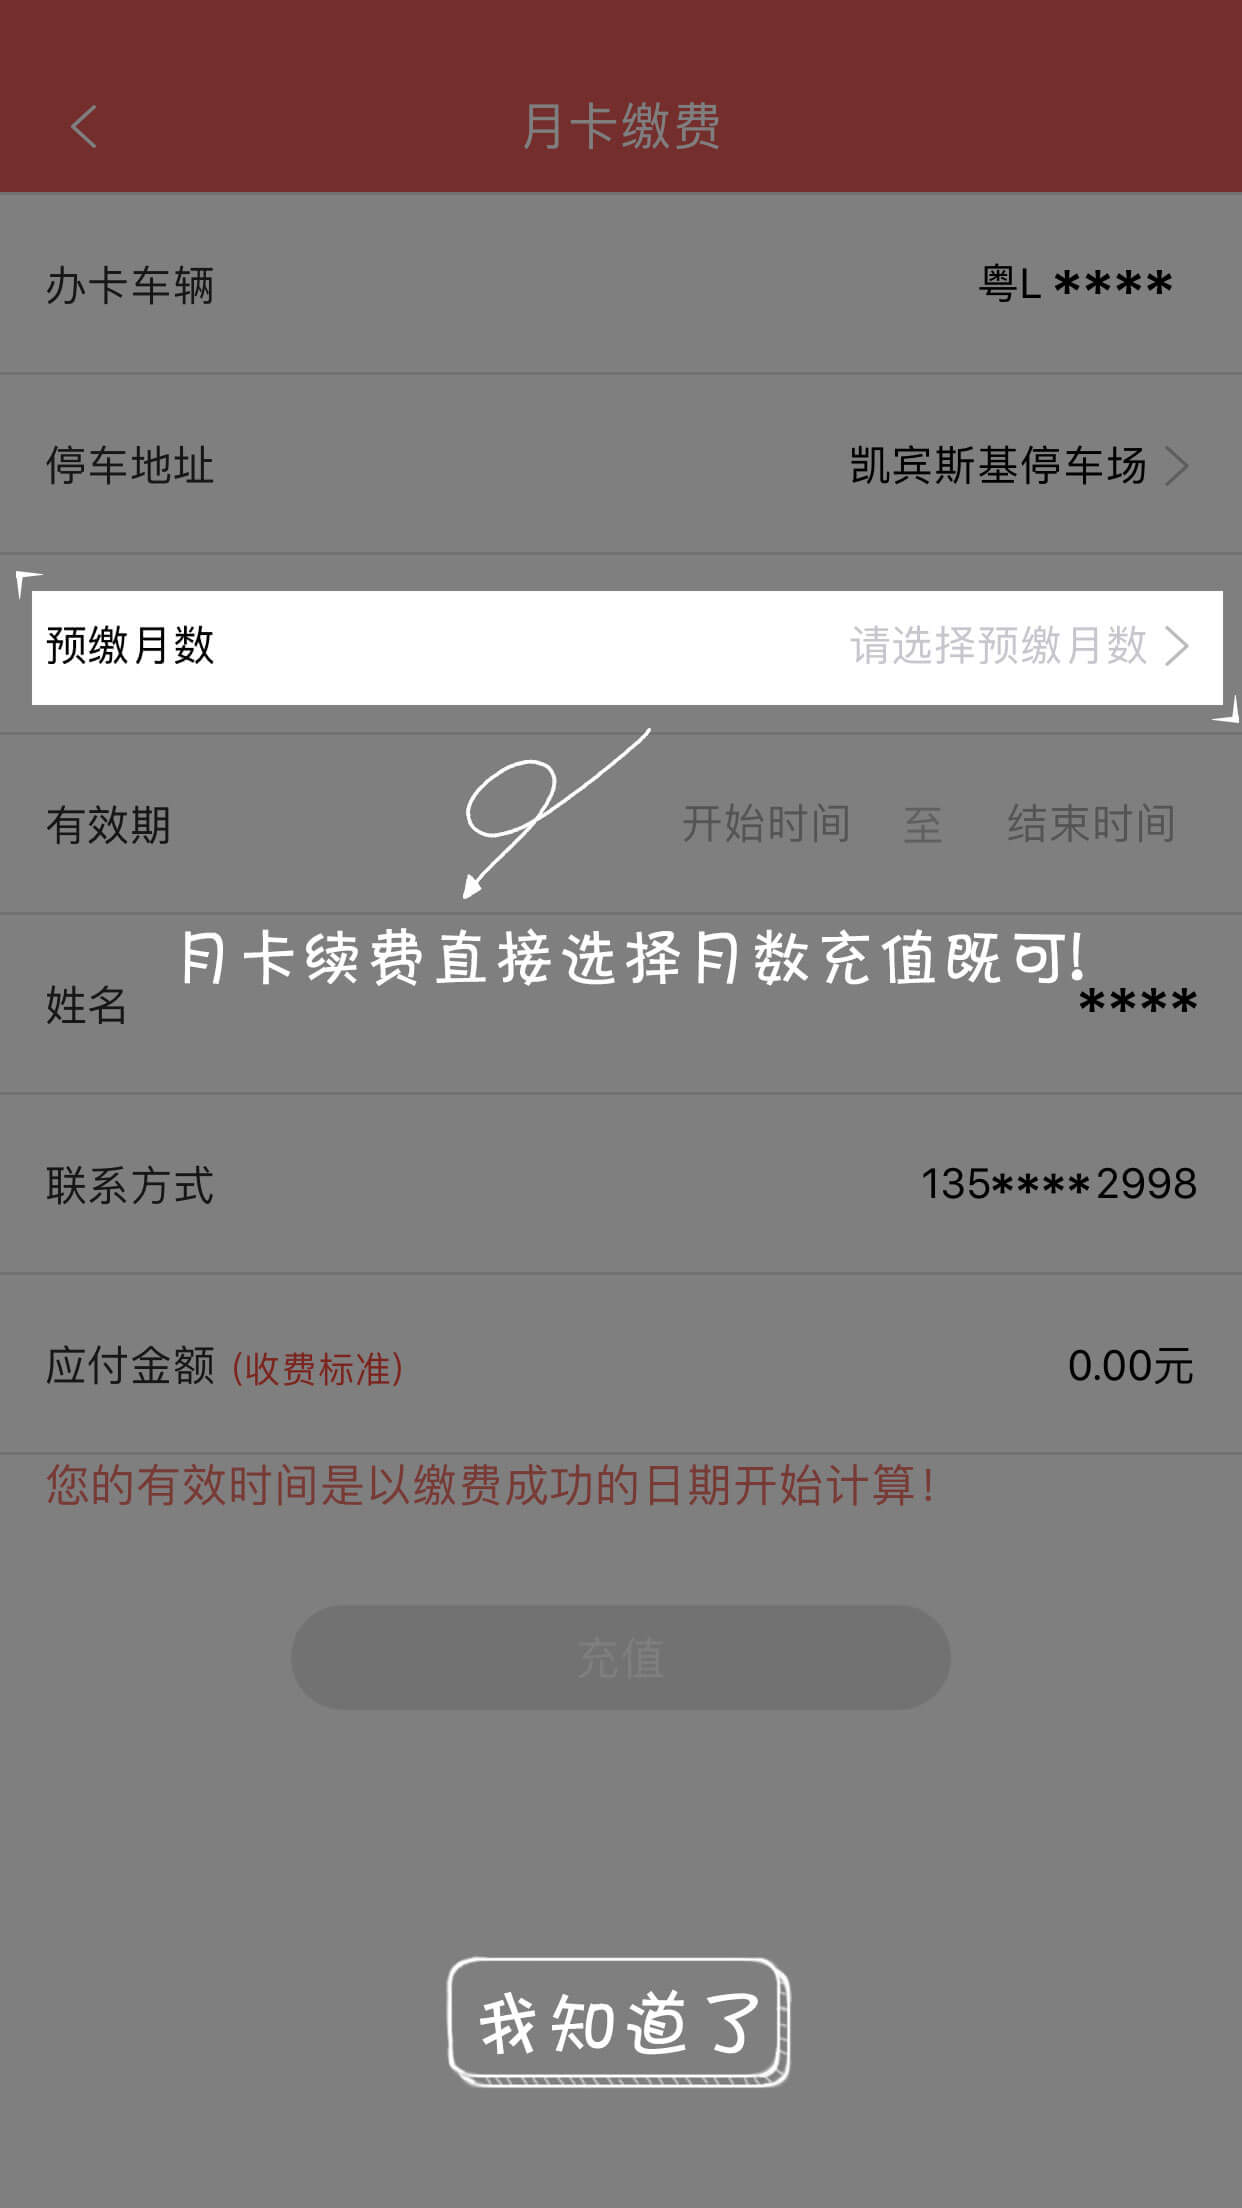 月卡缴费
办卡车辆 粤L ****
停车地址 凯宾斯基停车场
预缴月数 请选择预缴月数
有效期 开始时间 至 结束时间
月卡续费直接选择月数充值既可!
姓名 ****
联系方式 135****2998
应付金额 (收费标准) 0.00元
您的有效时间是以缴费成功的日期开始计算！
充值
我知道了